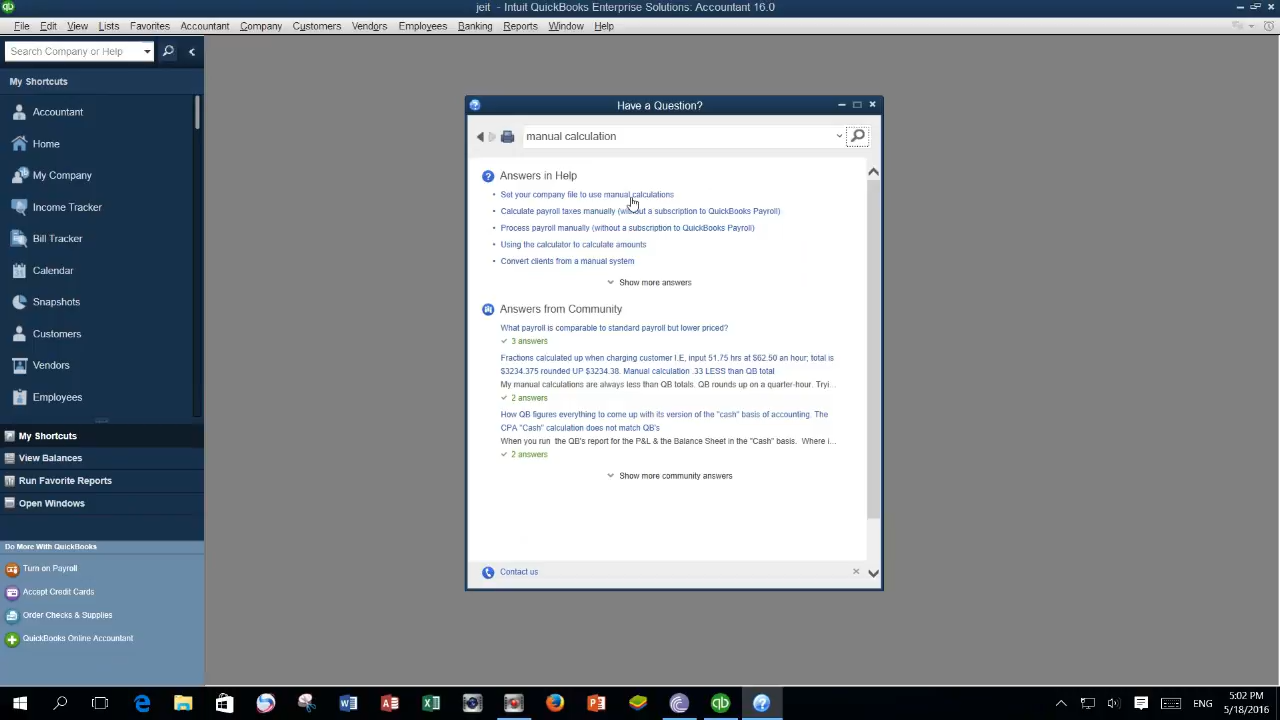 jeit - Intuit QuickBooks Enterprise Solutions: Accountant 16.0
File Edit View Lists Favorites Accountant Company Customers Vendors Employees Banking Reports Window Help
Search Company or Help
My Shortcuts
Accountant
Home
My Company
Income Tracker
Bill Tracker
Calendar
Snapshots
Customers
Vendors
Employees
My Shortcuts
View Balances
Run Favorite Reports
Open Windows
Do More With QuickBooks
Turn on Payroll
Accept Credit Cards
Order Checks & Supplies
QuickBooks Online Accountant
Have a Question?
manual calculation
Answers in Help
Set your company file to use manual calculations
Calculate payroll taxes manually (without a subscription to QuickBooks Payroll)
Process payroll manually (without a subscription to QuickBooks Payroll)
Using the calculator to calculate amounts
Convert clients from a manual system
Show more answers
Answers from Community
What payroll is comparable to standard payroll but lower priced?
3 answers
Fractions calculated up when charging customer I.E, input 51.75 hrs at $62.50 an hour; total is
$3234.375 rounded UP $3234.38. Manual calculation .33 LESS than QB total
My manual calculations are always less than QB totals. QB rounds up on a quarter-hour. Tryi...
2 answers
How QB figures everything to come up with its version of the "cash" basis of accounting. The
CPA "Cash" calculation does not match QB's
When you run the QB's report for the P&L & the Balance Sheet in the "Cash" basis. Where i...
2 answers
Show more community answers
Contact us
ENG
5:02 PM
5/18/2016